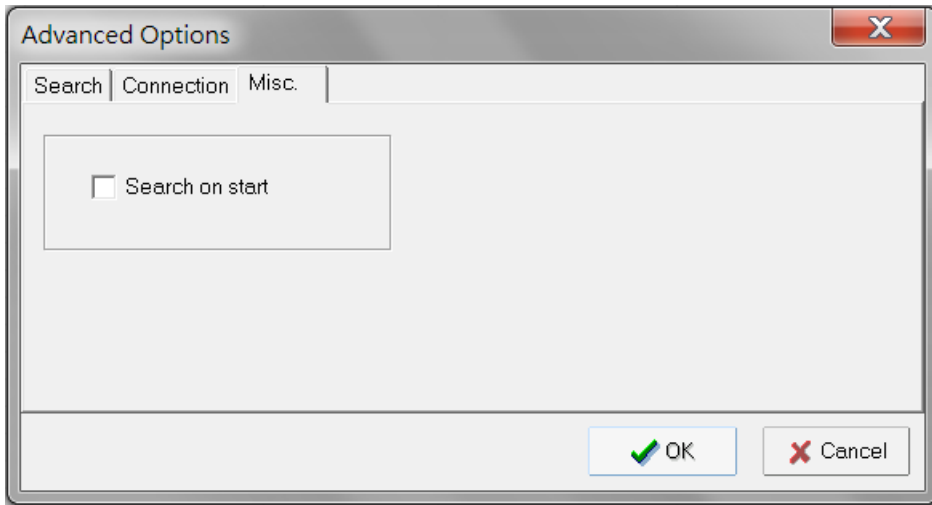 Advanced Options
Search Connection Misc.
Search on start
OK Cancel